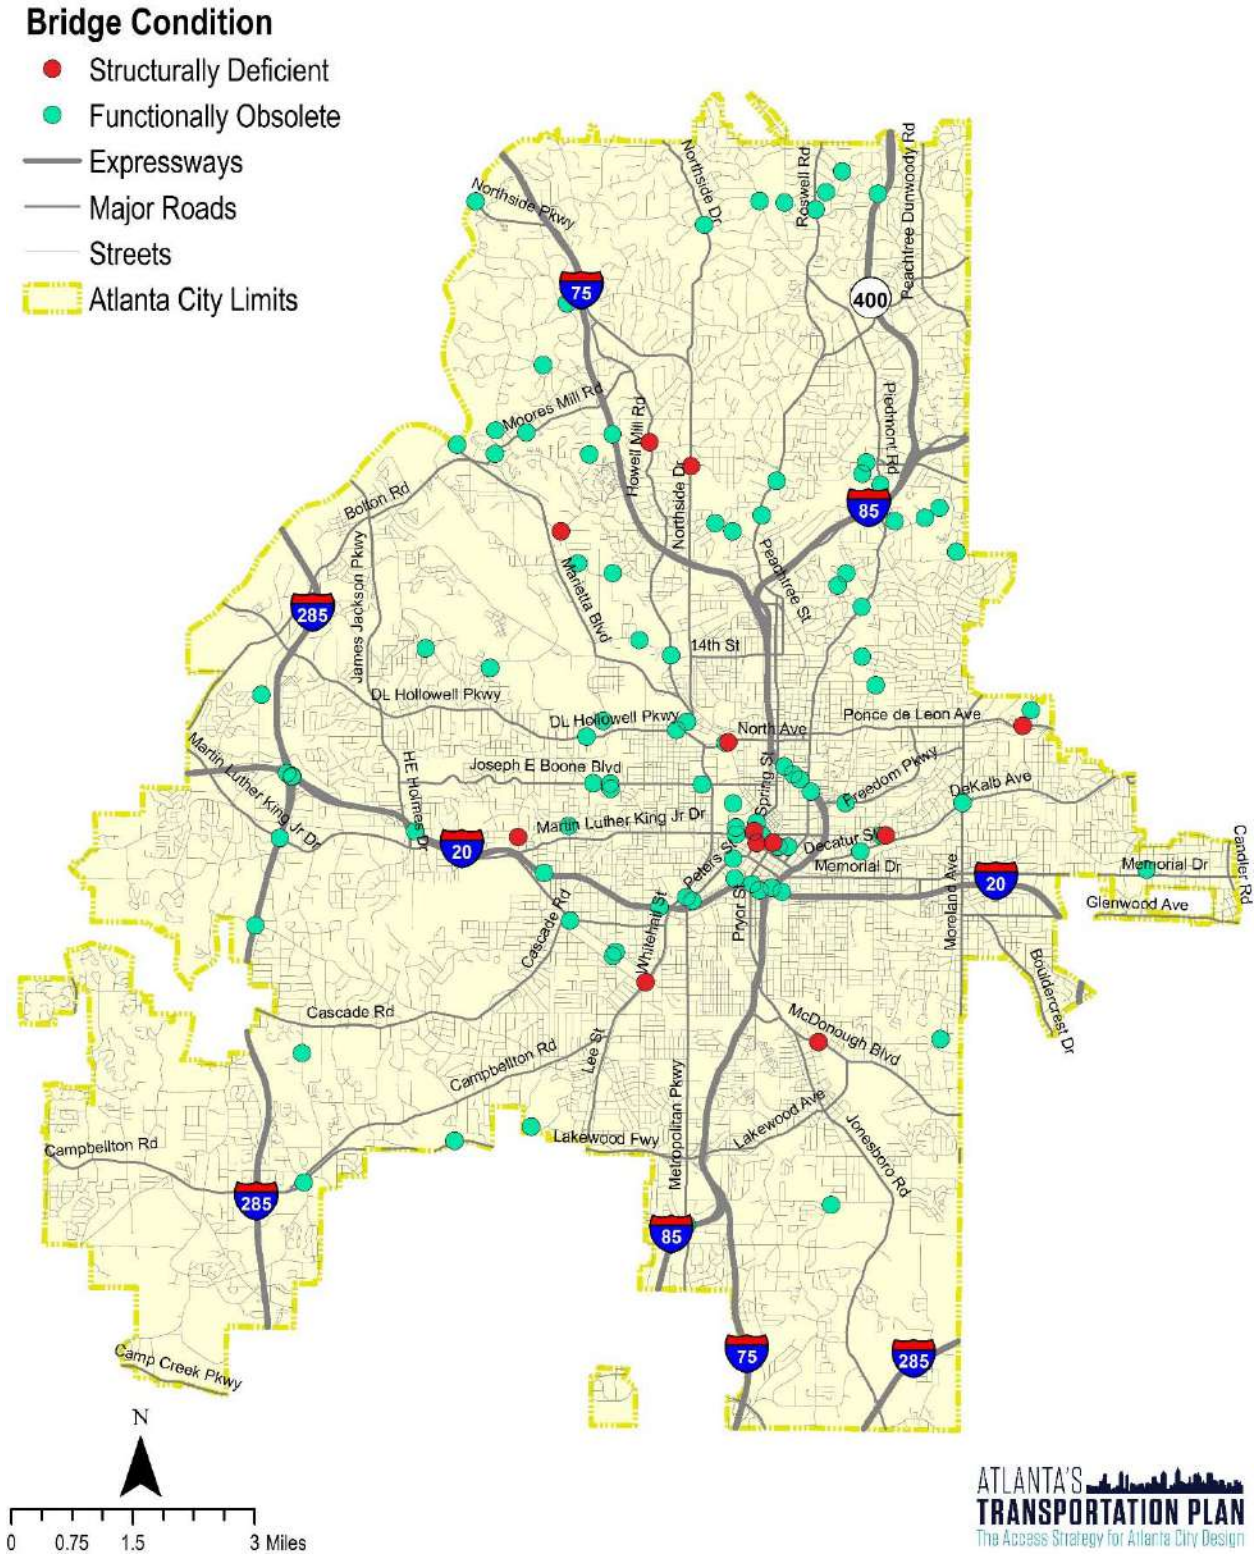 Bridge Condition
Structurally Deficient
Functionally Obsolete
Expressways
Major Roads
Streets
Atlanta City Limits
Northside Pkwy
Northside Dr
Roswell Rd
Peachtree Dunwoody Rd
75
400
Moores Mill Rd
Howell Mill Rd
Northside Dr
Piedmont Rd
Bolton Rd
85
James Jackson Pkwy
Marietta Blvd
Peachtree St
285
14th St
DL Hollowell Pkwy
DL Hollowell Pkwy
North Ave
Ponce de Leon Ave
Martin Luther King Jr Dr
HE Holmes Dr
Joseph E Boone Blvd
Spring St
Freedom Pkwy
DeKalb Ave
Martin Luther King Jr Dr
20
Peters St
Decatur St
Memorial Dr
Memorial Dr
Candler Rd
20
Glenwood Ave
Moreland Ave
Cascade Rd
Whitehall St
Pryor St
Bouldercrest Dr
Cascade Rd
McDonough Blvd
Campbellton Rd
Lee St
Metropolitan Pkwy
Lakewood Ave
Lakewood Fwy
Jonesboro Rd
Campbellton Rd
285
85
75
285
Camp Creek Pkwy
N
0 0.75 1.5 3 Miles
ATLANTA'S
TRANSPORTATION PLAN
The Access Strategy for Atlanta City Design